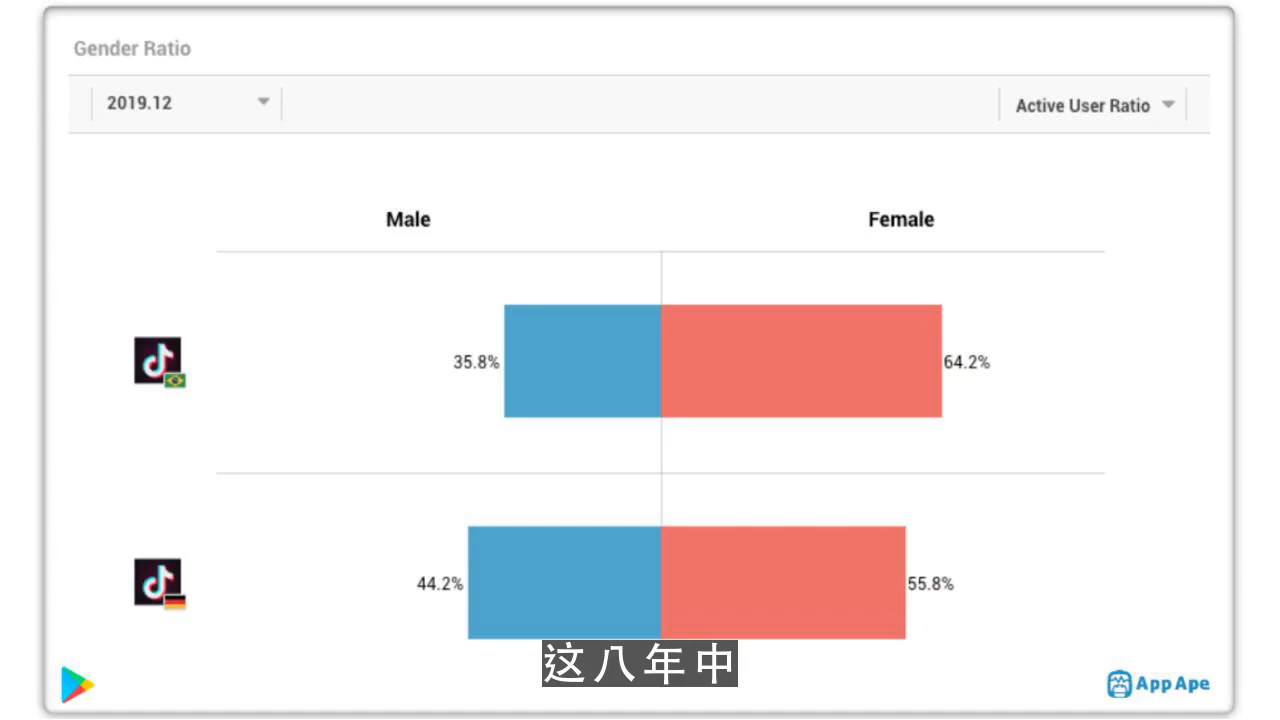 Gender Ratio
2019.12
Active User Ratio
Male
Female
35.8%
64.2%
44.2%
55.8%
这八年中
App Ape